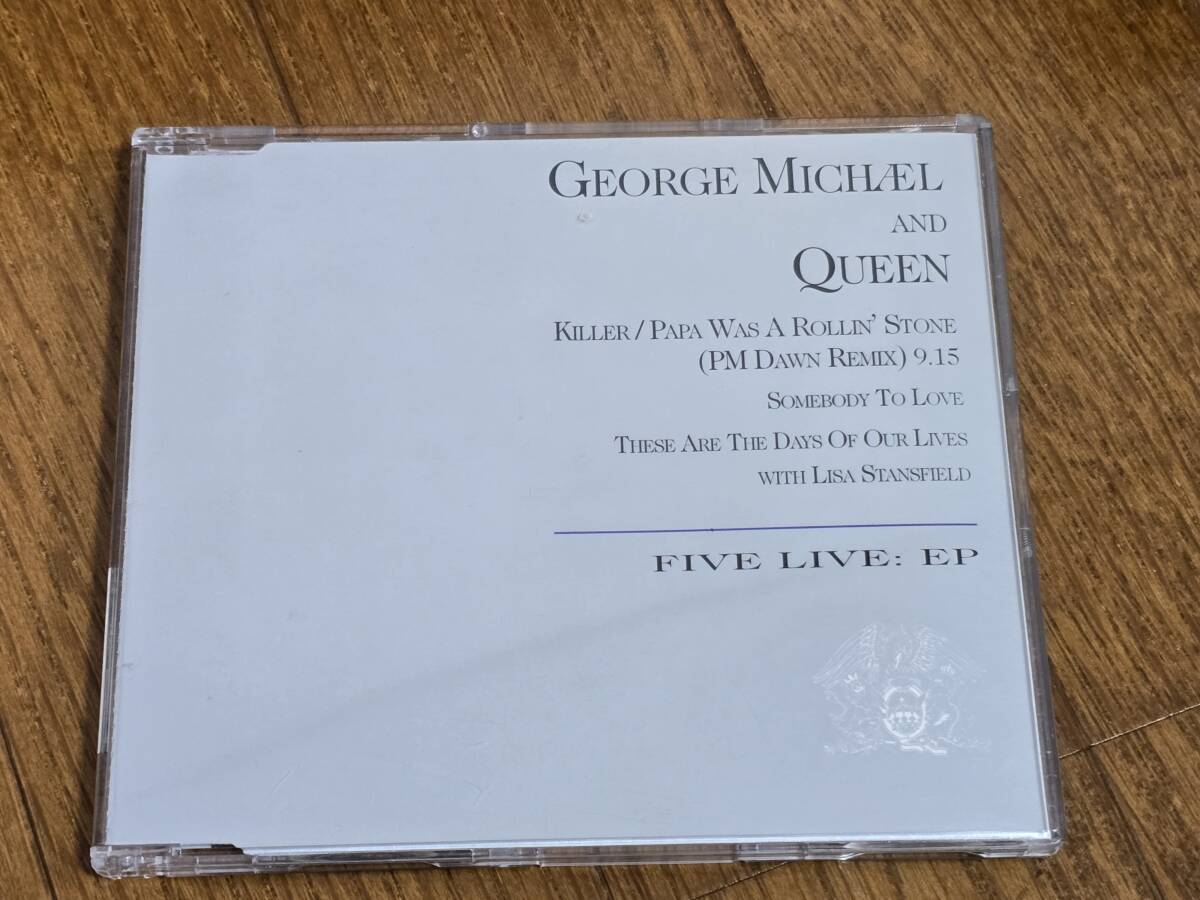 GEORGE MICHÆL
AND
QUEEN
KILLER / PAPA WAS A ROLLIN' STONE
(PM DAWN REMIX) 9.15
SOMEBODY TO LOVE
THESE ARE THE DAYS OF OUR LIVES
WITH LISA STANSFIELD
FIVE LIVE: EP